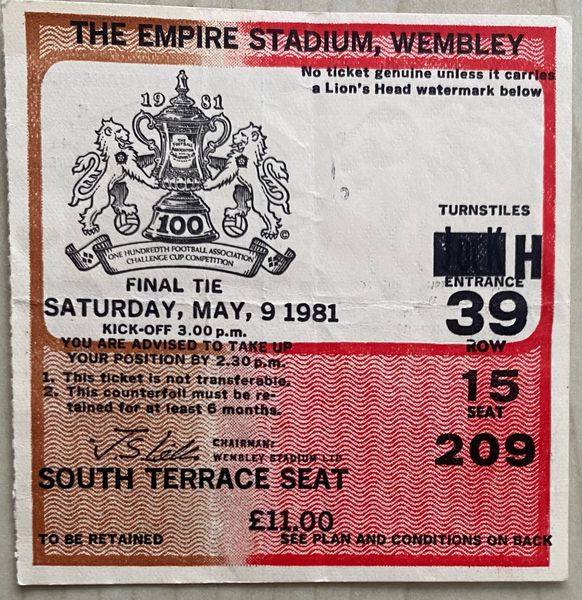 THE EMPIRE STADIUM, WEMBLEY
No ticket genuine unless it carries
a Lion's Head watermark below
1981
THE FOOTBALL ASSOCIATION
100
©
ONE HUNDREDTH FOOTBALL ASSOCIATION
CHALLENGE CUP COMPETITION
FINAL TIE
SATURDAY, MAY, 9 1981
KICK-OFF 3.00 p.m.
YOU ARE ADVISED TO TAKE UP
YOUR POSITION BY 2.30 p.m.
1. This ticket is not transferable.
2. This counterfoil must be re-
tained for at least 6 months.
CHAIRMAN:
WEMBLEY STADIUM LTD
SOUTH TERRACE SEAT
£11.00
TO BE RETAINED
TURNSTILES
H
ENTRANCE
39
ROW
15
SEAT
209
SEE PLAN AND CONDITIONS ON BACK